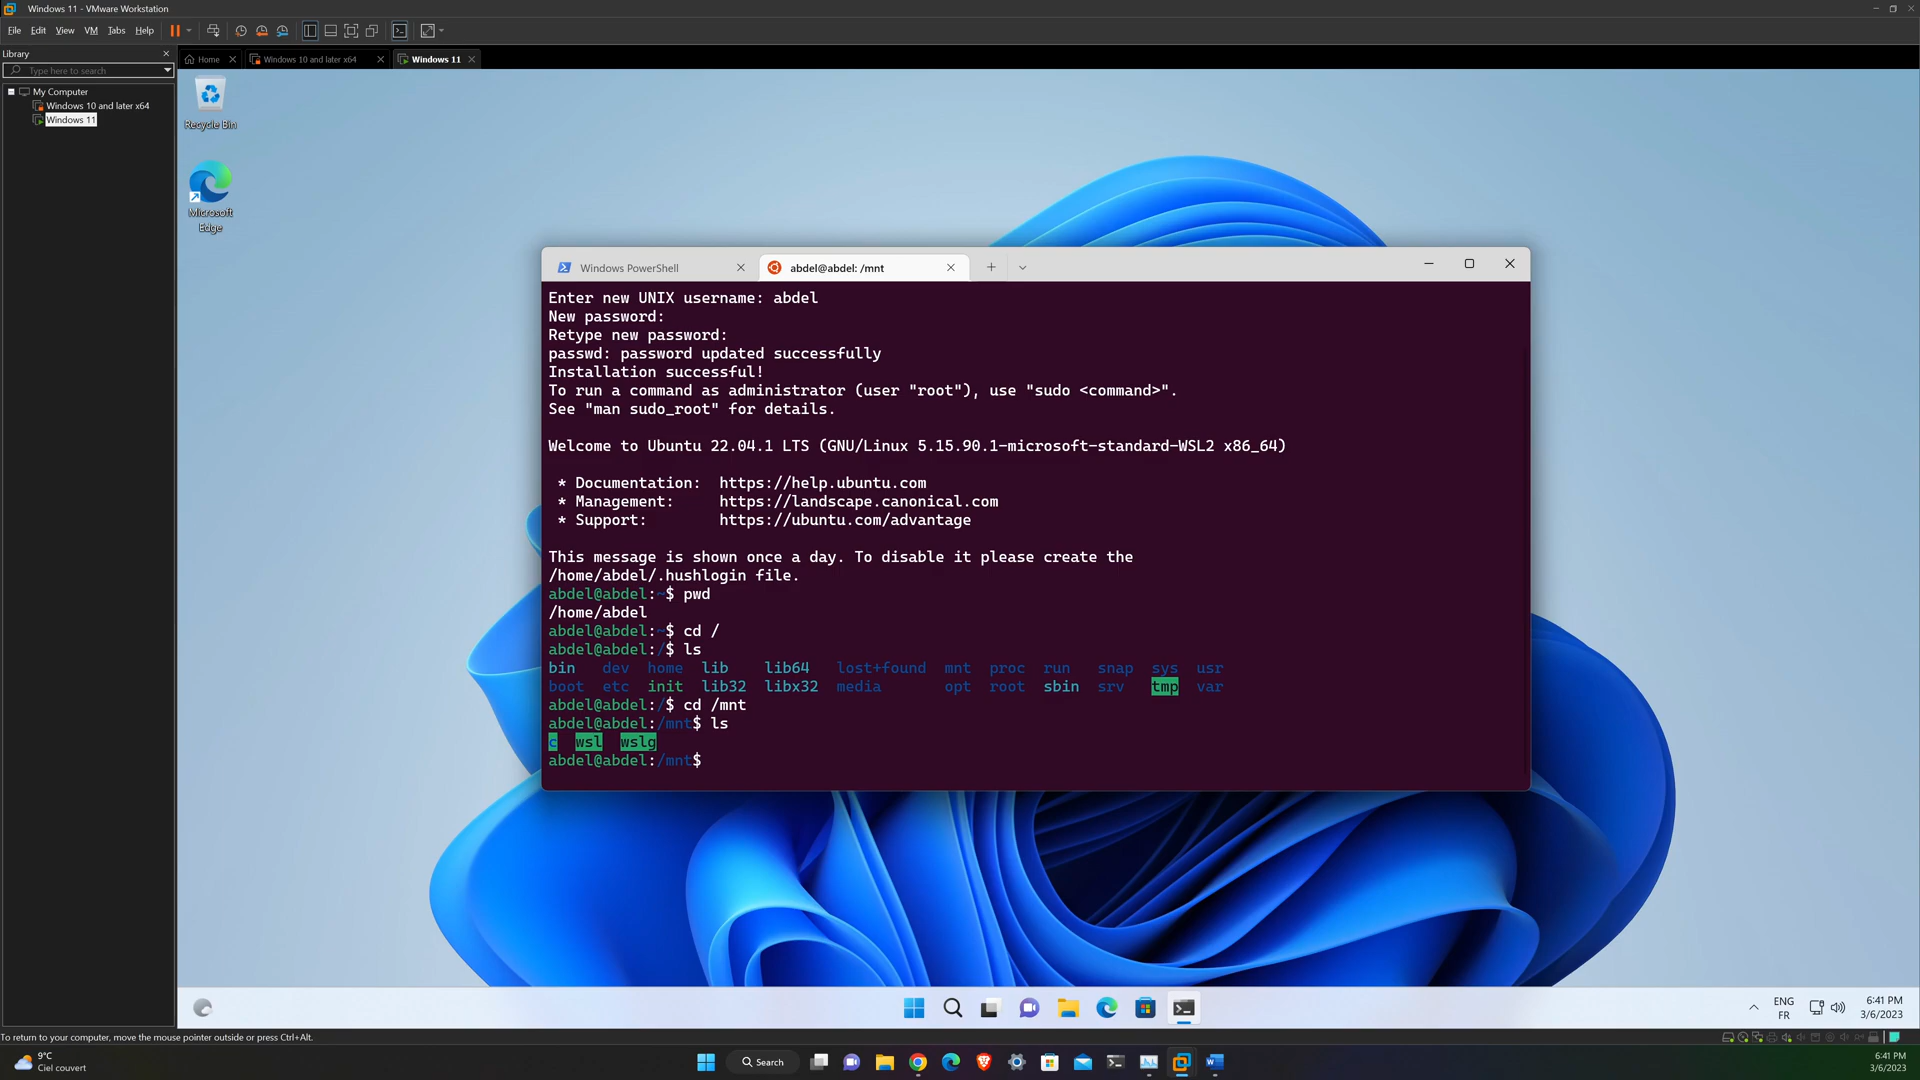 Windows 11 - VMware Workstation
File Edit View VM Tabs Help
Library
Type here to search
My Computer
Windows 10 and later x64
Windows 11
Home
Windows 10 and later x64
Windows 11
Recycle Bin
Microsoft
Edge
Windows PowerShell
abdel@abdel: /mnt
Enter new UNIX username: abdel
New password:
Retype new password:
passwd: password updated successfully
Installation successful!
To run a command as administrator (user "root"), use "sudo <command>".
See "man sudo_root" for details.
Welcome to Ubuntu 22.04.1 LTS (GNU/Linux 5.15.90.1-microsoft-standard-WSL2 x86_64)
* Documentation: https://help.ubuntu.com
* Management: https://landscape.canonical.com
* Support: https://ubuntu.com/advantage
This message is shown once a day. To disable it please create the
/home/abdel/.hushlogin file.
abdel@abdel:~$ pwd
/home/abdel
abdel@abdel:~$ cd /
abdel@abdel:/$ ls
bin dev home lib lib64 lost+found mnt proc run snap sys usr
boot etc init lib32 libx32 media opt root sbin srv tmp var
abdel@abdel:/$ cd /mnt
abdel@abdel:/mnt$ ls
c wsl wslg
abdel@abdel:/mnt$
ENG
FR
6:41 PM
3/6/2023
To return to your computer, move the mouse pointer outside or press Ctrl+Alt.
9°C
Ciel couvert
Search
6:41 PM
3/6/2023